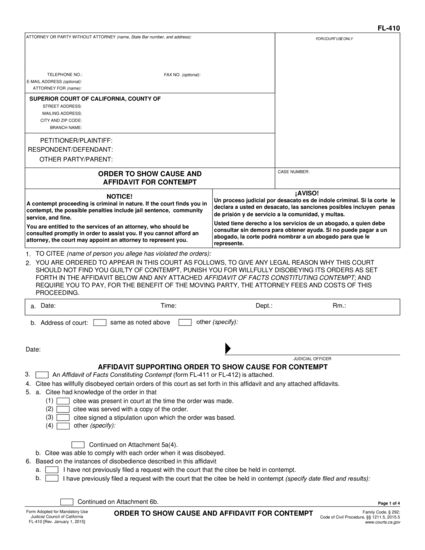 FL-410
ATTORNEY OR PARTY WITHOUT ATTORNEY (name, State Bar number, and address):
FOR COURT USE ONLY
TELEPHONE NO.: FAX NO. (optional):
E-MAIL ADDRESS (optional):
ATTORNEY FOR (name):
SUPERIOR COURT OF CALIFORNIA, COUNTY OF
STREET ADDRESS:
MAILING ADDRESS:
CITY AND ZIP CODE:
BRANCH NAME:
PETITIONER/PLAINTIFF:
RESPONDENT/DEFENDANT:
OTHER PARTY/PARENT:
ORDER TO SHOW CAUSE AND
AFFIDAVIT FOR CONTEMPT
CASE NUMBER:
NOTICE!
A contempt proceeding is criminal in nature. If the court finds you in
contempt, the possible penalties include jail sentence, community
service, and fine.
You are entitled to the services of an attorney, who should be
consulted promptly in order to assist you. If you cannot afford an
attorney, the court may appoint an attorney to represent you.
¡AVISO!
Un proceso judicial por desacato es de índole criminal. Si la corte le
declara a usted en desacato, las sanciones posibles incluyen penas
de prisión y de servicio a la comunidad, y multas.
Usted tiene derecho a los servicios de un abogado, a quien debe
consultar sin demora para obtener ayuda. Si no puede pagar a un
abogado, la corte podrá nombrar a un abogado para que le
represente.
1. TO CITEE (name of person you allege has violated the orders):
2. YOU ARE ORDERED TO APPEAR IN THIS COURT AS FOLLOWS, TO GIVE ANY LEGAL REASON WHY THIS COURT
SHOULD NOT FIND YOU GUILTY OF CONTEMPT, PUNISH YOU FOR WILLFULLY DISOBEYING ITS ORDERS AS SET
FORTH IN THE AFFIDAVIT BELOW AND ANY ATTACHED AFFIDAVIT OF FACTS CONSTITUTING CONTEMPT; AND
REQUIRE YOU TO PAY, FOR THE BENEFIT OF THE MOVING PARTY, THE ATTORNEY FEES AND COSTS OF THIS
PROCEEDING.
a. Date: Time: Dept.: Rm.:
b. Address of court: same as noted above other (specify):
Date:
JUDICIAL OFFICER
AFFIDAVIT SUPPORTING ORDER TO SHOW CAUSE FOR CONTEMPT
3. An Affidavit of Facts Constituting Contempt (form FL-411 or FL-412) is attached.
4. Citee has willfully disobeyed certain orders of this court as set forth in this affidavit and any attached affidavits.
5. a. Citee had knowledge of the order in that
(1) citee was present in court at the time the order was made.
(2) citee was served with a copy of the order.
(3) citee signed a stipulation upon which the order was based.
(4) other (specify):
Continued on Attachment 5a(4).
b. Citee was able to comply with each order when it was disobeyed.
6. Based on the instances of disobedience described in this affidavit
a. I have not previously filed a request with the court that the citee be held in contempt.
b. I have previously filed a request with the court that the citee be held in contempt (specify date filed and results):
Continued on Attachment 6b.
Page 1 of 4
Form Adopted for Mandatory Use
Judicial Council of California
FL-410 [Rev. January 1, 2015]
ORDER TO SHOW CAUSE AND AFFIDAVIT FOR CONTEMPT
Family Code, § 292;
Code of Civil Procedure, §§ 1211.5, 2015.5
www.courts.ca.gov